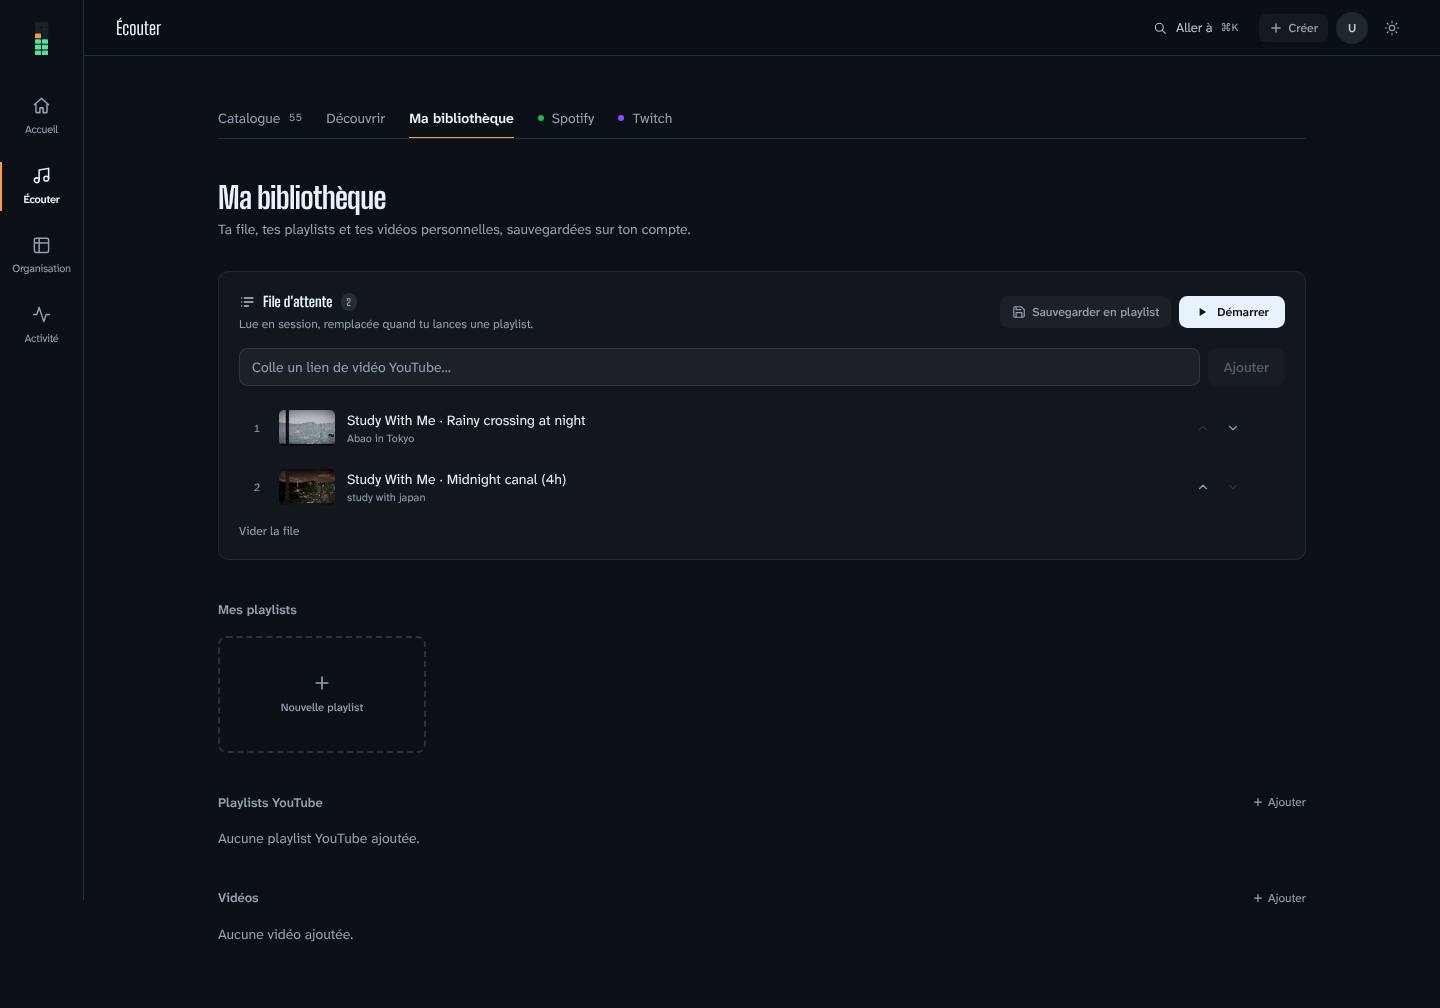 Écouter
Aller à ⌘K
Créer
U
Accueil
Écouter
Organisation
Activité
Catalogue 55
Découvrir
Ma bibliothèque
Spotify
Twitch
Ma bibliothèque
Ta file, tes playlists et tes vidéos personnelles, sauvegardées sur ton compte.
File d'attente 2
Lue en session, remplacée quand tu lances une playlist.
Sauvegarder en playlist
Démarrer
Colle un lien de vidéo YouTube…
Ajouter
1
Study With Me · Rainy crossing at night
Abao in Tokyo
2
Study With Me · Midnight canal (4h)
study with japan
Vider la file
Mes playlists
Nouvelle playlist
Playlists YouTube
Ajouter
Aucune playlist YouTube ajoutée.
Vidéos
Ajouter
Aucune vidéo ajoutée.